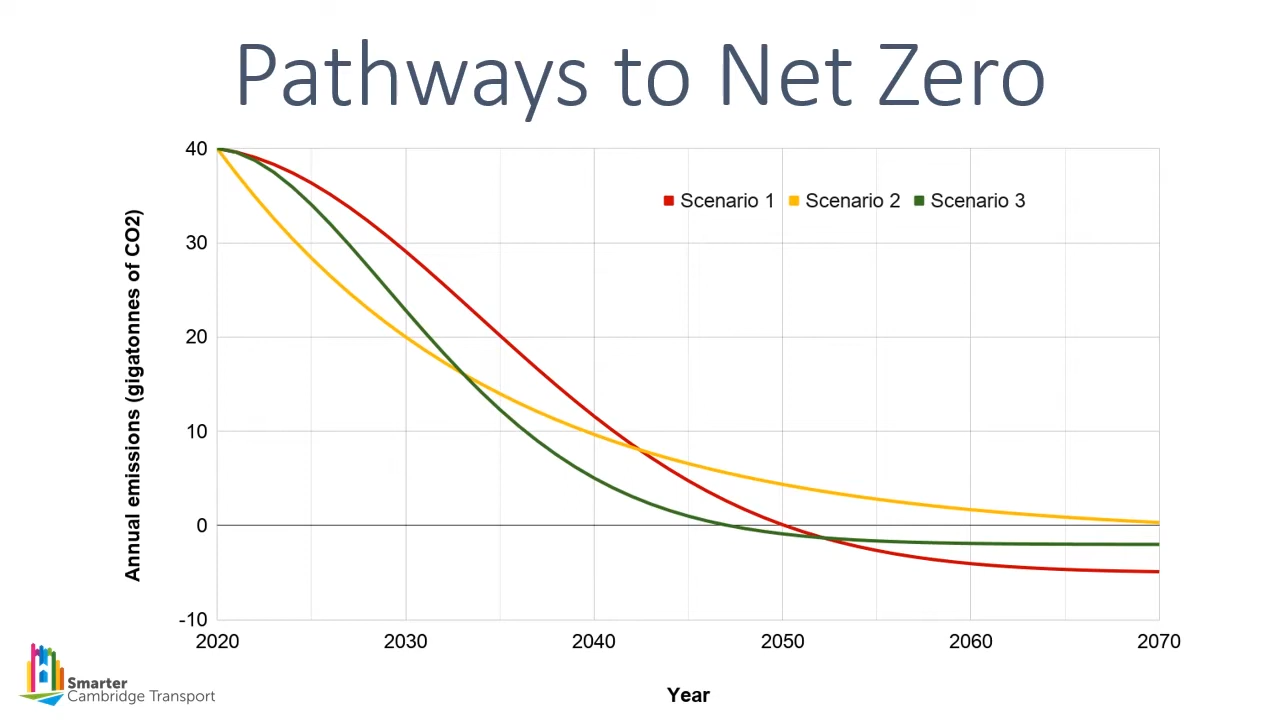 Pathways to Net Zero
40
30
20
10
0
-10
Annual emissions (gigatonnes of CO2)
Scenario 1 Scenario 2 Scenario 3
2020 2030 2040 2050 2060 2070
Year
Smarter
Cambridge Transport